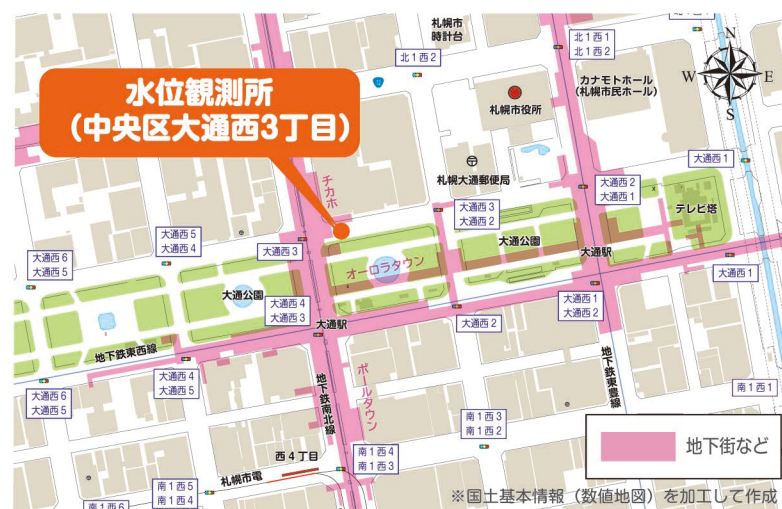 札幌市
時計台
北1西2
北1西1
北1西2
カナモトホール
(札幌市民ホール)
N
W
E
S
水位観測所
(中央区大通西3丁目)
札幌市役所
札幌大通郵便局
チカホ
大通西1
大通西2
大通西1
大通西3
大通西2
テレビ塔
大通西5
大通西4
大通西3
大通公園
大通西6
大通西5
オーロラタウン
大通駅
大通西1
大通公園
大通西4
大通西3
大通西1
大通西2
大通西2
大通駅
地下鉄東西線
大通西6
大通西5
大通西4
大通西5
地下鉄南北線
ポールタウン
地下鉄東豊線
南1西1
南1西3
南1西2
西4丁目
南1西4
南1西3
札幌市電
南1西5
南1西4
南1西6
地下街など
※国土基本情報(数値地図)を加工して作成